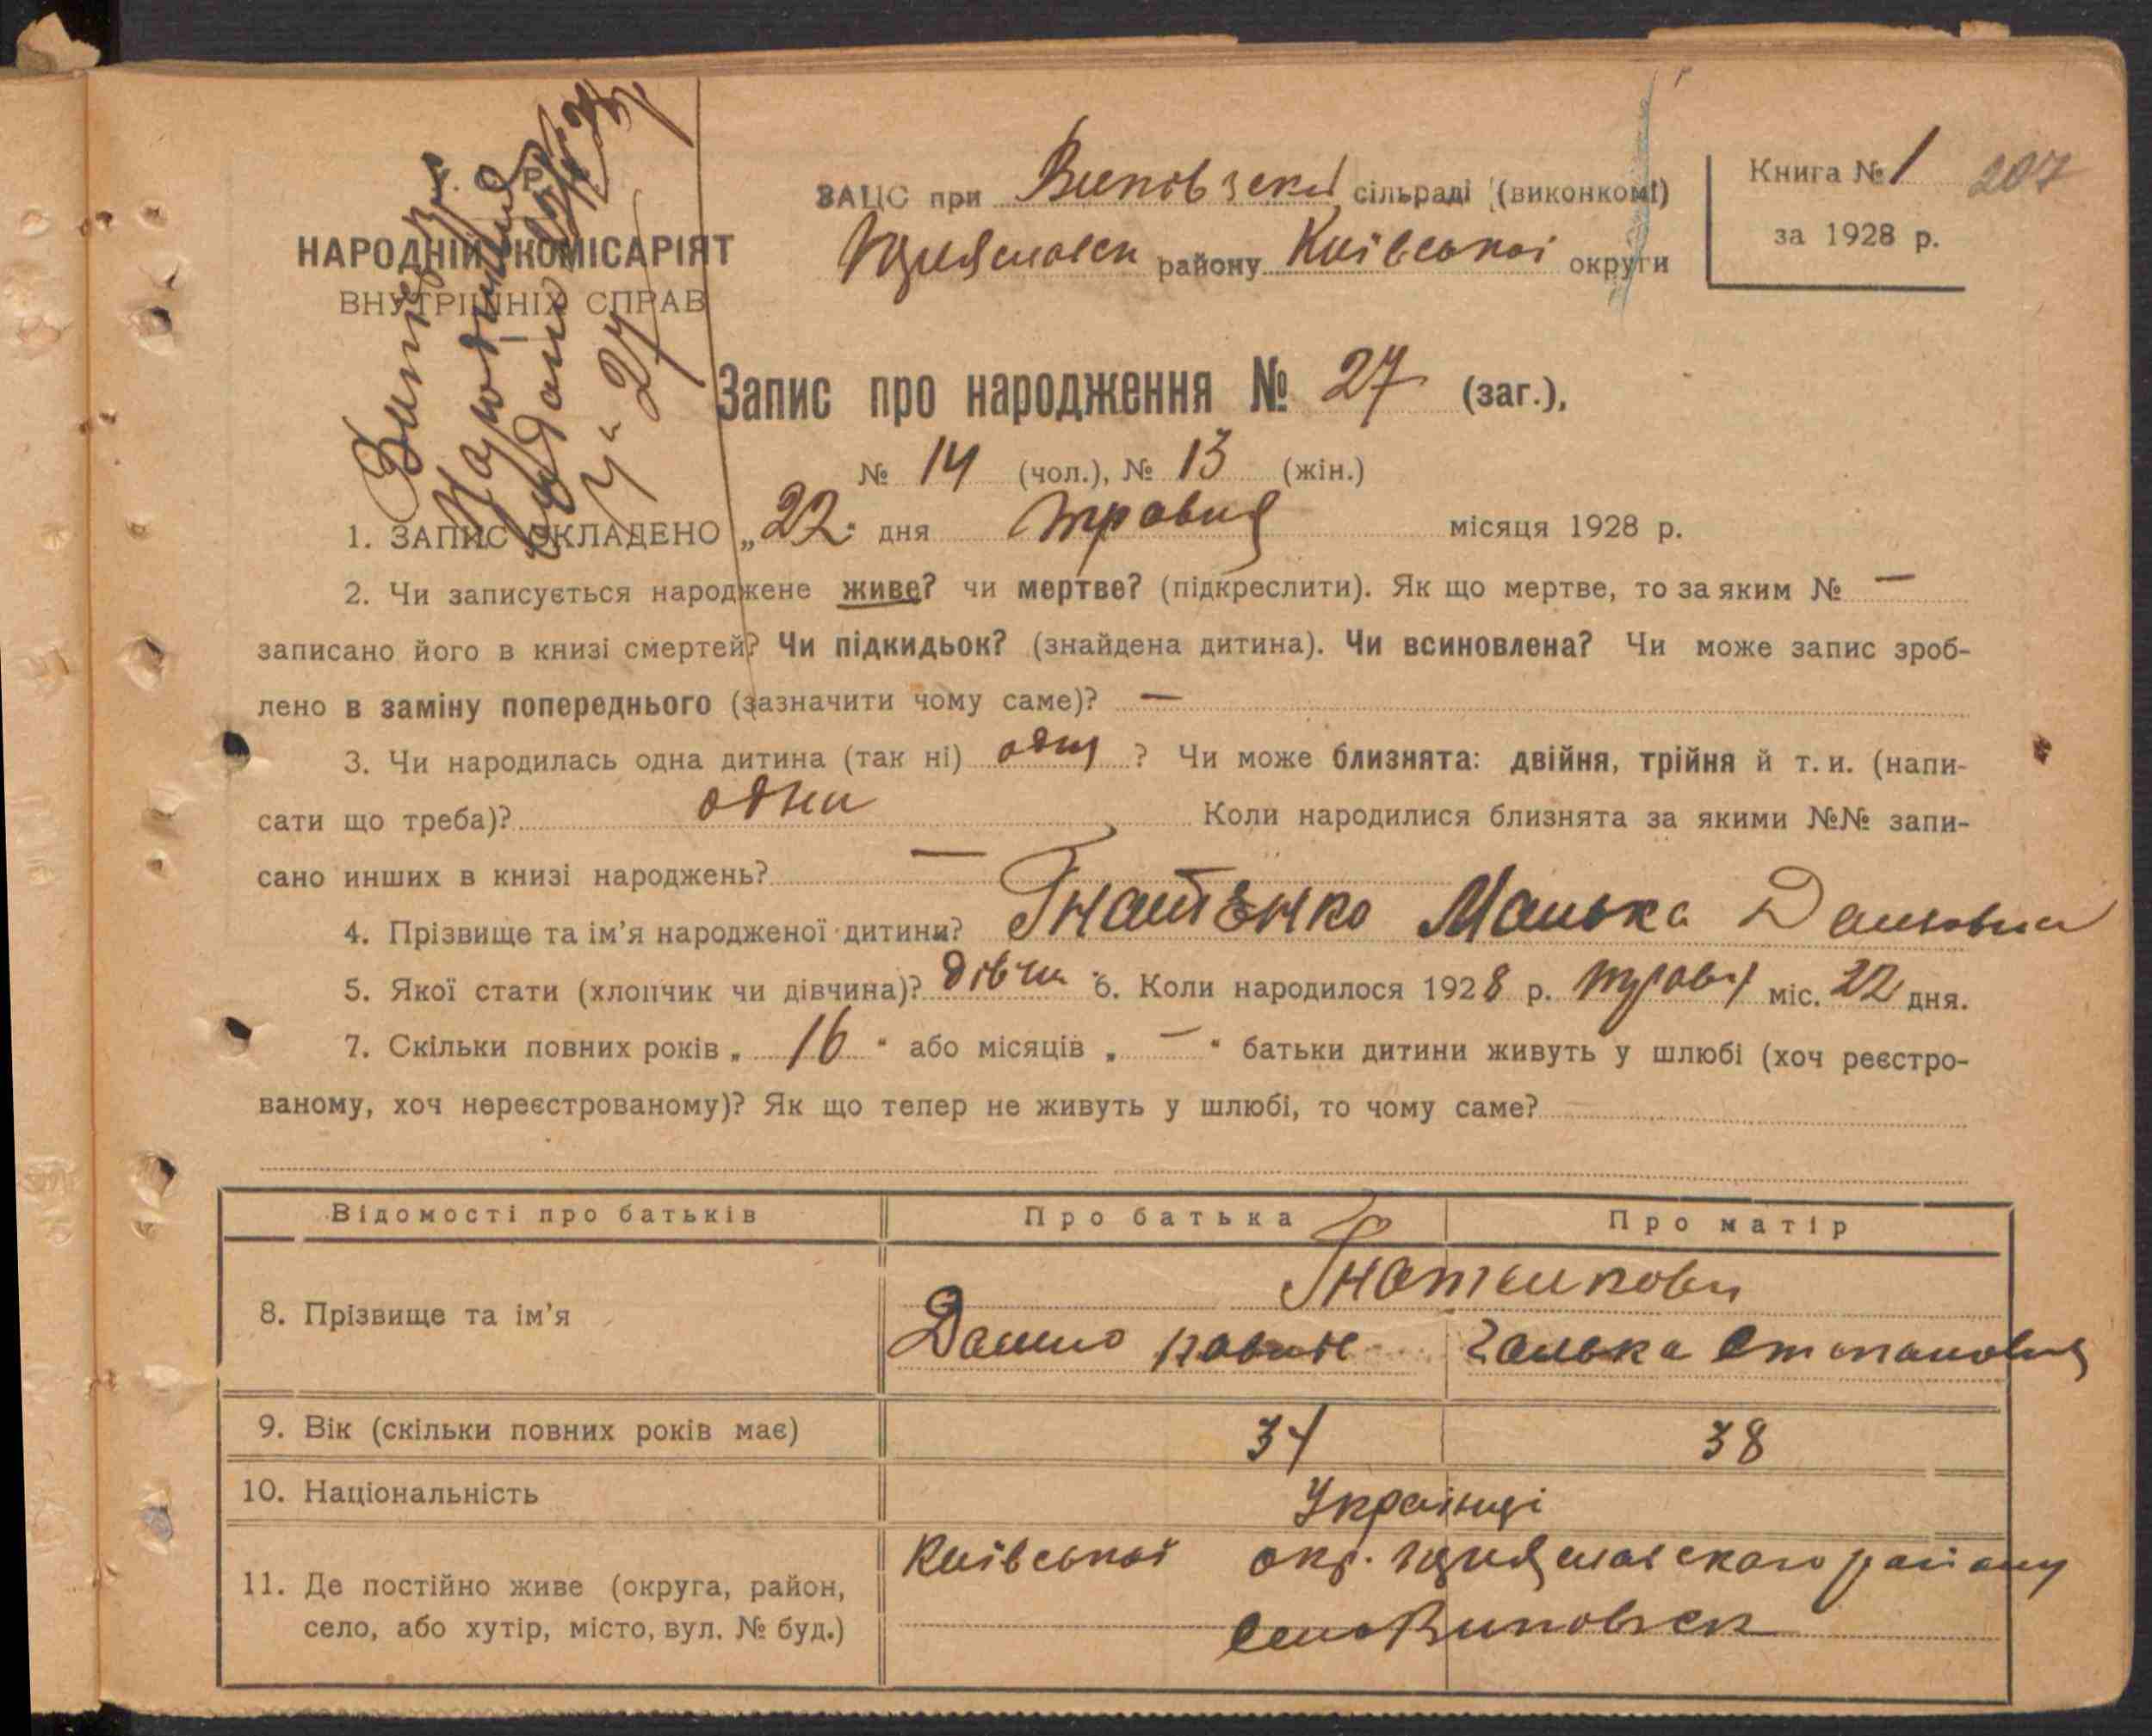 НАРОДНІЙ КОМІСАРІЯТ
ВНУТРІШНІХ СПРАВ
№ 27
ЗАЦС при сільраді (виконкомі)
району Київської округи
Книга № 1 207
за 1928 р.
Запис про народження № 27 (заг.),
№ 14 (чол.), № 13 (жін.)
1. ЗАПИС СКЛАДЕНО „22" дня травня місяця 1928 р.
2. Чи записується народжене живе? чи мертве? (підкреслити). Як що мертве, то за яким № —
записано його в книзі смертей? Чи підкидьок? (знайдена дитина). Чи всиновлена? Чи може запис зроб-
лено в заміну попереднього (зазначити чому саме)? —
3. Чи народилась одна дитина (так ні) ? Чи може близнята: двійня, трійня й т. и. (напи-
сати що треба)? Коли народилися близнята за якими №№ запи-
сано инших в книзі народжень? —
4. Прізвище та ім'я народженої дитини? Гнатенко Манька
5. Якої стати (хлопчик чи дівчина)? дівчи 6. Коли народилося 1928 р. міс. 22 дня.
7. Скільки повних років „ 16 " або місяців „ — " батьки дитини живуть у шлюбі (хоч реєстро-
ваному, хоч нереєстрованому)? Як що тепер не живуть у шлюбі, то чому саме?
Відомості про батьків Про батька Про матір
8. Прізвище та ім'я Галька
9. Вік (скільки повних років має) 38
10. Національність Українці
11. Де постійно живе (округа, район, Київської окр. району
село, або хутір, місто, вул. № буд.)